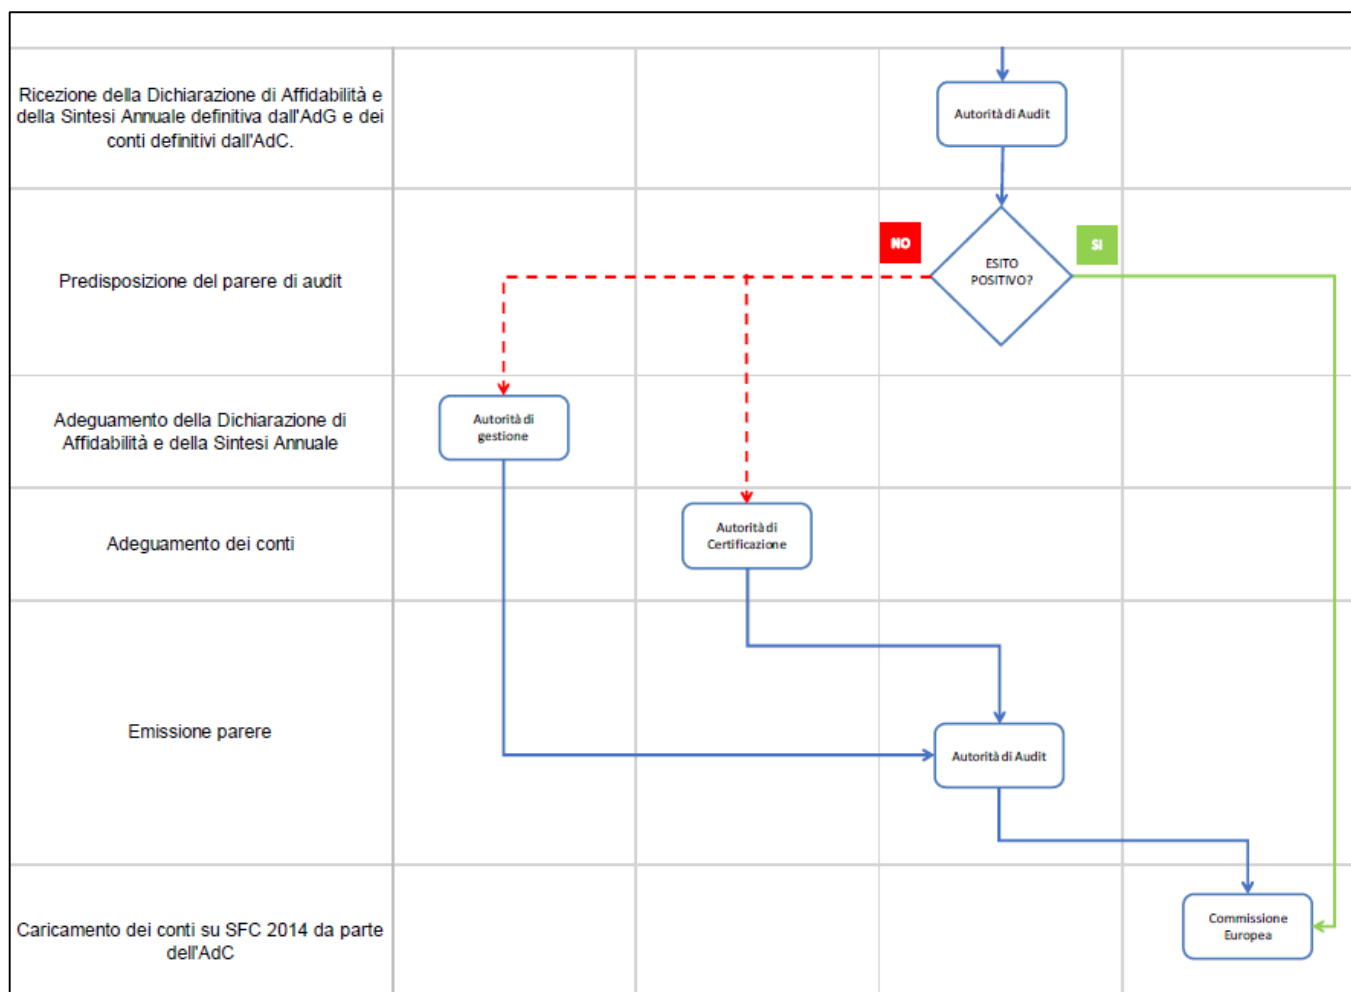 Ricezione della Dichiarazione di Affidabilità e
della Sintesi Annuale definitiva dall'AdG e dei
conti definitivi dall'AdC.
Autorità di Audit
Predisposizione del parere di audit
NO
ESITO
POSITIVO?
SI
Adeguamento della Dichiarazione di
Affidabilità e della Sintesi Annuale
Autorità di
gestione
Adeguamento dei conti
Autorità di
Certificazione
Emissione parere
Autorità di Audit
Caricamento dei conti su SFC 2014 da parte
dell'AdC
Commissione
Europea